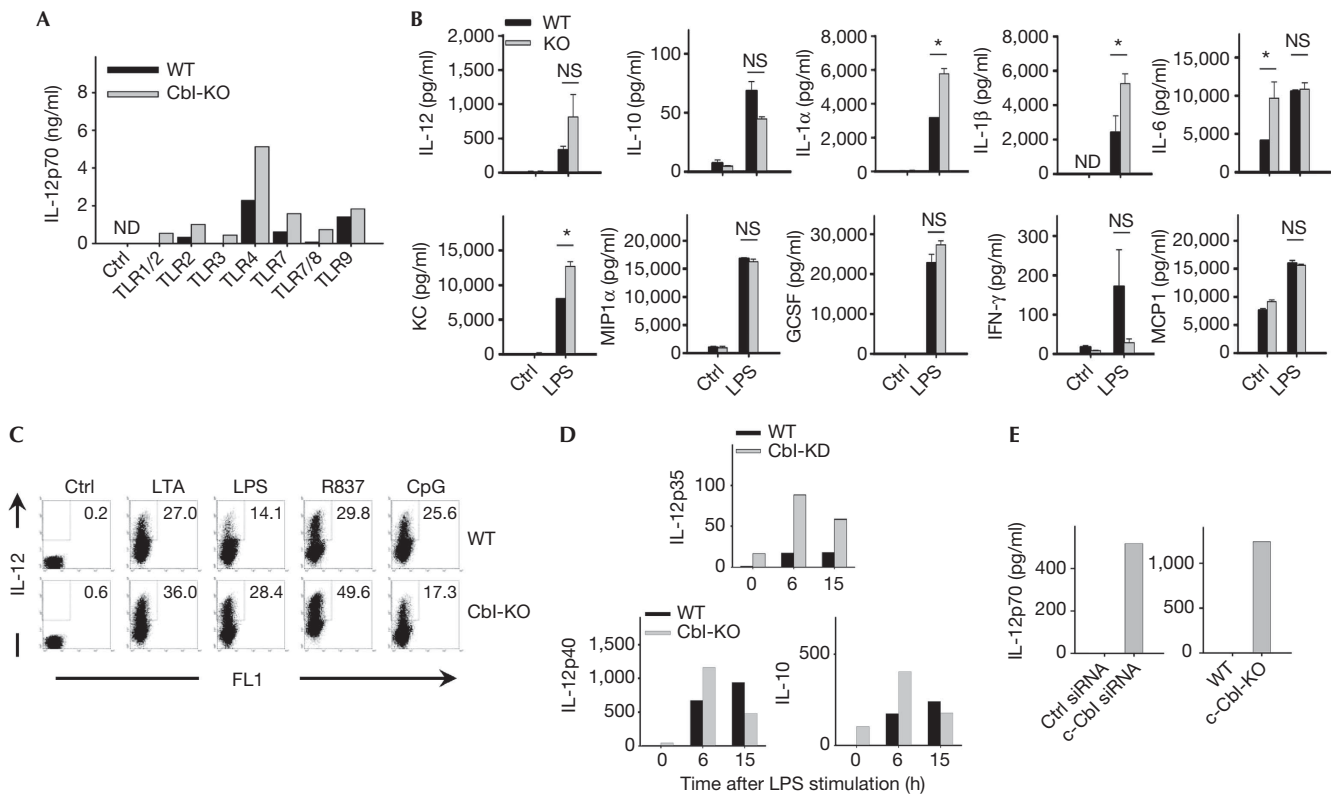 A
WT
Cbl-KO
IL-12p70 (ng/ml)
8
6
4
2
0
ND
Ctrl
TLR1/2
TLR2
TLR3
TLR4
TLR7
TLR7/8
TLR9
B
WT
KO
IL-12 (pg/ml)
2,000
1,500
1,000
500
0
NS
IL-10 (pg/ml)
100
50
0
NS
IL-1α (pg/ml)
8,000
6,000
4,000
2,000
0
*
IL-1β (pg/ml)
8,000
6,000
4,000
2,000
0
ND
*
IL-6 (pg/ml)
15,000
10,000
5,000
0
*
NS
KC (pg/ml)
15,000
10,000
5,000
0
*
Ctrl
LPS
MIP1α (pg/ml)
20,000
15,000
10,000
5,000
0
NS
Ctrl
LPS
GCSF (pg/ml)
30,000
20,000
10,000
0
NS
Ctrl
LPS
IFN-γ (pg/ml)
300
200
100
0
NS
Ctrl
LPS
MCP1 (pg/ml)
20,000
15,000
10,000
5,000
0
NS
Ctrl
LPS
C
Ctrl LTA LPS R837 CpG
0.2 27.0 14.1 29.8 25.6
WT
0.6 36.0 28.4 49.6 17.3
Cbl-KO
IL-12
FL1
D
WT
Cbl-KD
IL-12p35
100
50
0
0 6 15
WT
Cbl-KO
IL-12p40
1,500
1,000
500
0
0 6 15
IL-10
500
250
0
0 6 15
Time after LPS stimulation (h)
E
IL-12p70 (pg/ml)
400
200
0
Ctrl siRNA
c-Cbl siRNA
1,000
500
0
WT
c-Cbl-KO